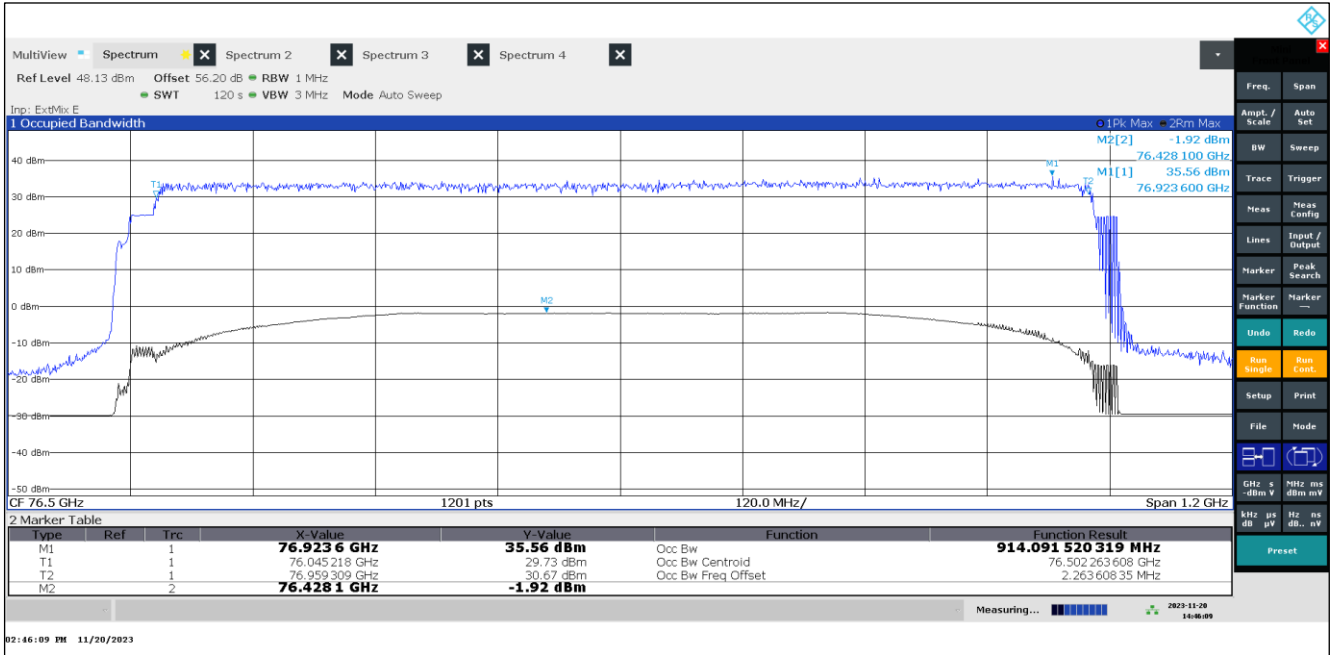 MultiView Spectrum Spectrum 2 Spectrum 3 Spectrum 4
Ref Level 48.13 dBm Offset 56.20 dB RBW 1 MHz
SWT 120 s VBW 3 MHz Mode Auto Sweep
Inp: ExtMix E
1 Occupied Bandwidth 1Pk Max 2Rm Max
M2[2] -1.92 dBm
76.428 100 GHz
M1[1] 35.56 dBm
76.923 600 GHz
40 dBm
30 dBm
20 dBm
10 dBm
0 dBm
-10 dBm
-20 dBm
-30 dBm
-40 dBm
-50 dBm
T1
M1
T2
M2
CF 76.5 GHz 1201 pts 120.0 MHz/ Span 1.2 GHz
2 Marker Table
Type Ref Trc X-Value Y-Value Function Function Result
M1 1 76.923 6 GHz 35.56 dBm Occ Bw 914.091 520 319 MHz
T1 1 76.045 218 GHz 29.73 dBm Occ Bw Centroid 76.502 263 608 GHz
T2 1 76.959 309 GHz 30.67 dBm Occ Bw Freq Offset 2.263 608 35 MHz
M2 2 76.428 1 GHz -1.92 dBm
Measuring... 2023-11-20
14:46:09
02:46:09 PM 11/20/2023
Freq. Span
Ampt. / Scale Auto Set
BW Sweep
Trace Trigger
Meas Meas Config
Lines Input / Output
Marker Peak Search
Marker Function Marker →
Undo Redo
Run Single Run Cont.
Setup Print
File Mode
GHz s -dBm V MHz ms dBm mV
kHz µs dB µV Hz ns dB.. nV
Preset